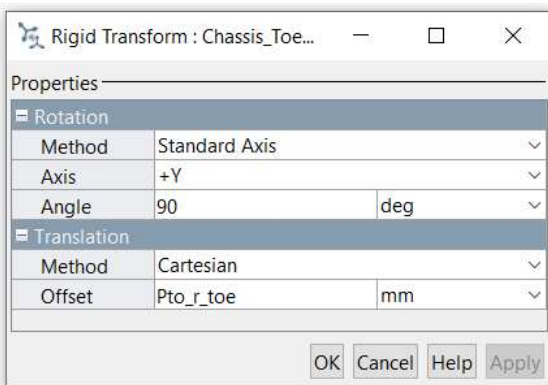 Rigid Transform : Chassis_Toe...
Properties
Rotation
Method Standard Axis
Axis +Y
Angle 90 deg
Translation
Method Cartesian
Offset Pto_r_toe mm
OK Cancel Help Apply